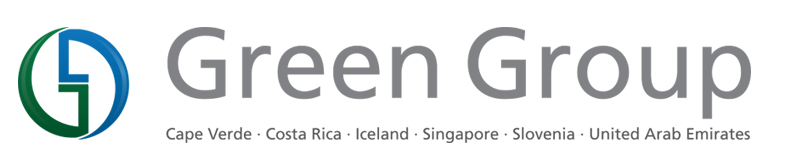 Green Group
Cape Verde · Costa Rica · Iceland · Singapore · Slovenia · United Arab Emirates